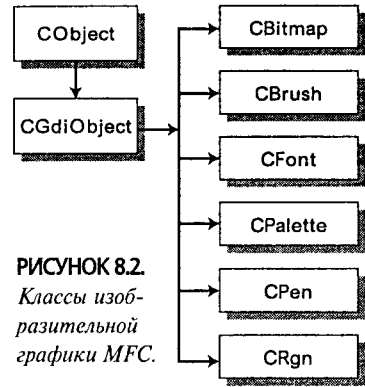 CObject
CGdiObject
CBitmap
CBrush
CFont
CPalette
CPen
CRgn
РИСУНОК 8.2.
Классы изоб-
разительной
графики MFC.